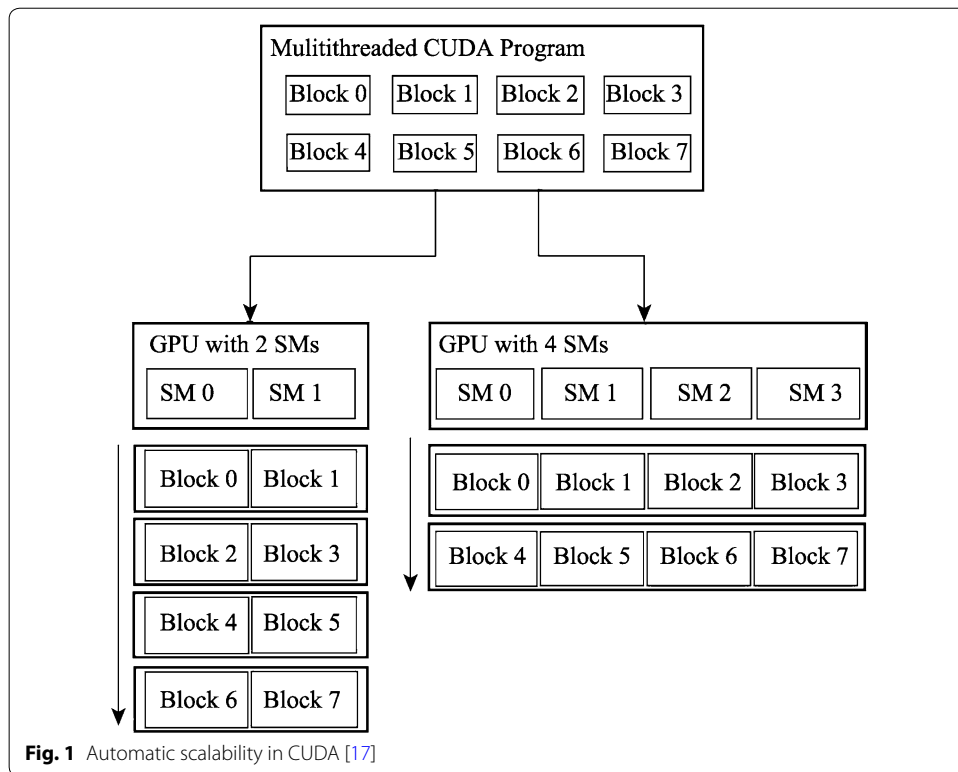 Mulitithreaded CUDA Program
Block 0 Block 1 Block 2 Block 3
Block 4 Block 5 Block 6 Block 7
GPU with 2 SMs
SM 0 SM 1
Block 0 Block 1
Block 2 Block 3
Block 4 Block 5
Block 6 Block 7
GPU with 4 SMs
SM 0 SM 1 SM 2 SM 3
Block 0 Block 1 Block 2 Block 3
Block 4 Block 5 Block 6 Block 7
Fig. 1 Automatic scalability in CUDA [17]